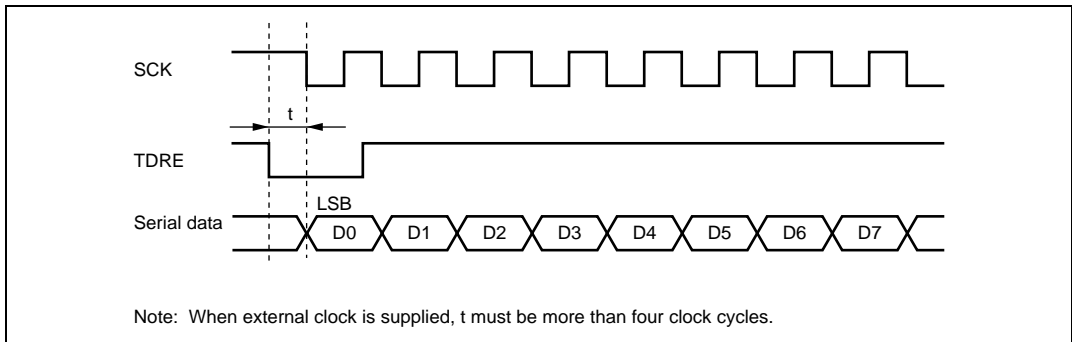 SCK
t
TDRE
LSB
Serial data
D0 D1 D2 D3 D4 D5 D6 D7
Note: When external clock is supplied, t must be more than four clock cycles.